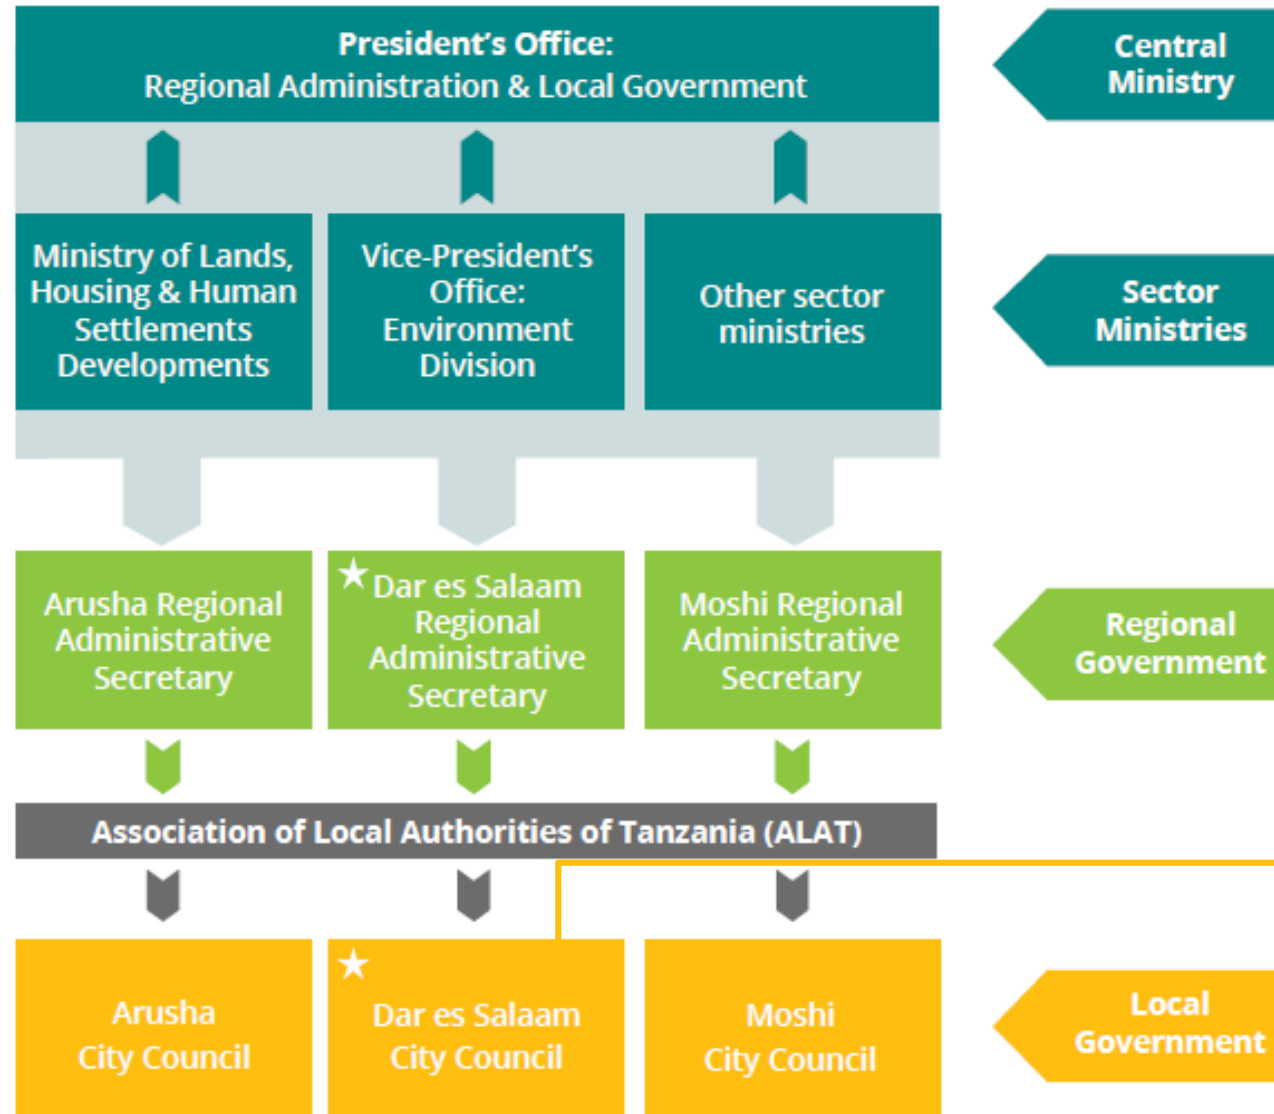 President's Office:
Regional Administration & Local Government
Central
Ministry
Ministry of Lands,
Housing & Human
Settlements
Developments
Vice-President's
Office:
Environment
Division
Other sector
ministries
Sector
Ministries
Arusha Regional
Administrative
Secretary
Dar es Salaam
Regional
Administrative
Secretary
Moshi Regional
Administrative
Secretary
Regional
Government
Association of Local Authorities of Tanzania (ALAT)
Arusha
City Council
Dar es Salaam
City Council
Moshi
City Council
Local
Government